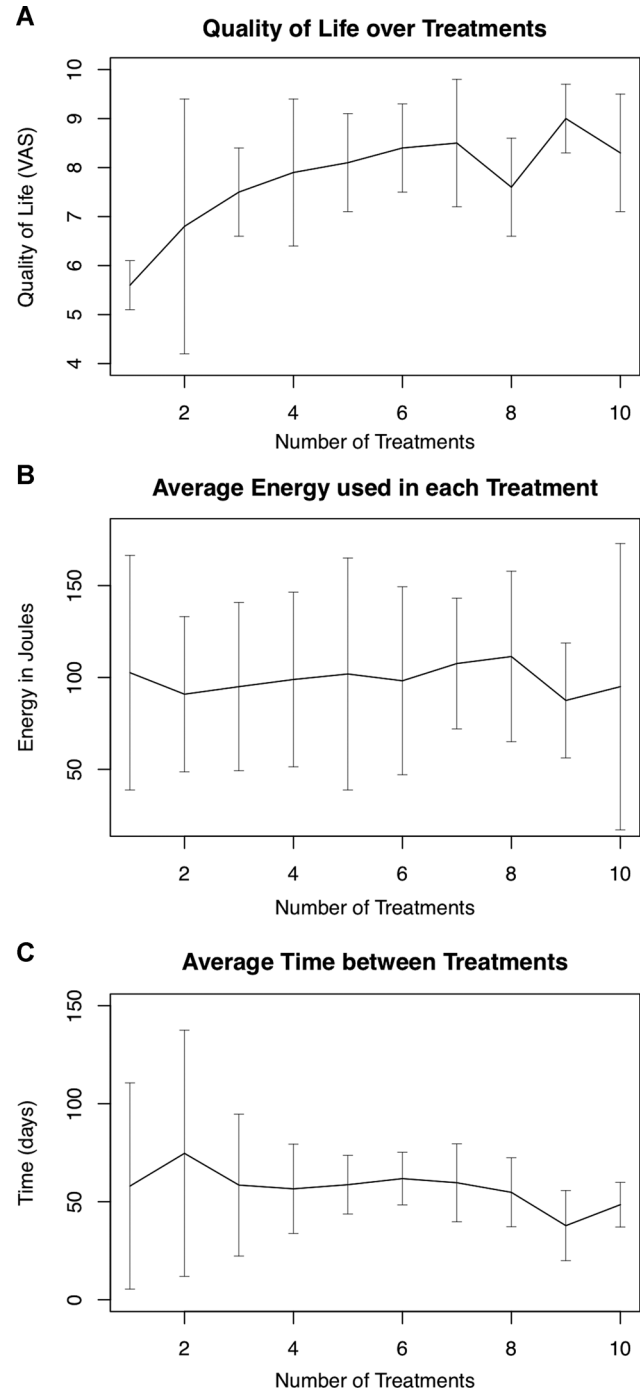 A
Quality of Life over Treatments
10
9
8
7
6
5
4
Quality of Life (VAS)
2 4 6 8 10
Number of Treatments
B
Average Energy used in each Treatment
150
100
50
Energy in Joules
2 4 6 8 10
Number of Treatments
C
Average Time between Treatments
150
100
50
0
Time (days)
2 4 6 8 10
Number of Treatments